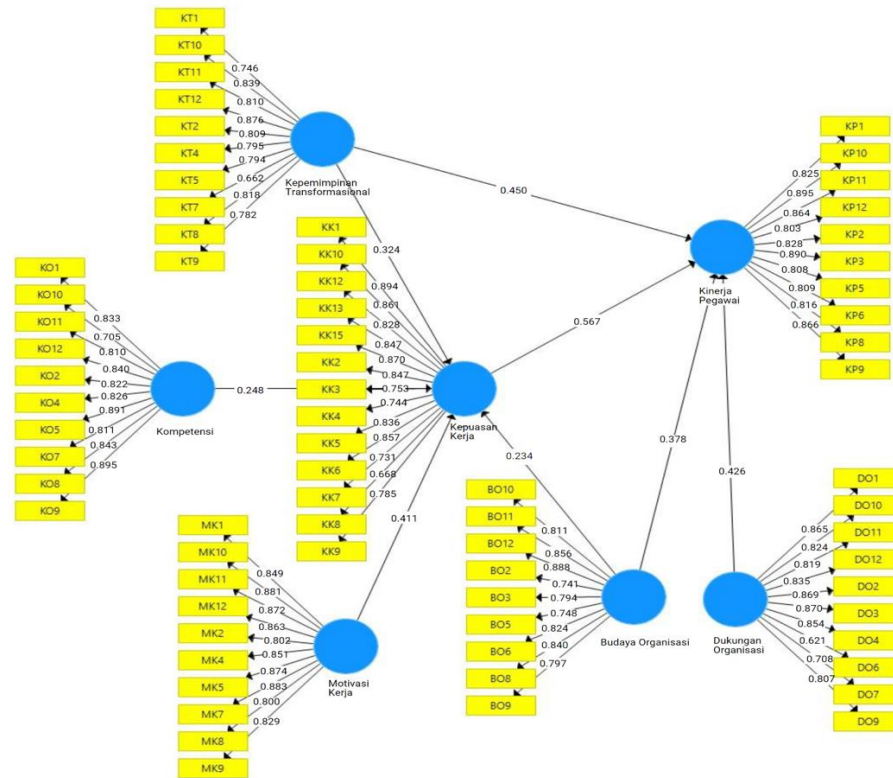 KT1
KT10
KT11
KT12
KT2
KT4
KT5
KT7
KT8
KT9
0.746
0.839
0.810
0.876
0.809
0.795
0.794
0.662
0.818
0.782
Kepemimpinan
Transformasional
0.450
0.324
KP1
KP10
KP11
KP12
KP2
KP3
KP5
KP6
KP8
KP9
0.825
0.895
0.864
0.803
0.828
0.890
0.808
0.809
0.816
0.866
Kinerja
Pegawai
KO1
KO10
KO11
KO12
KO2
KO4
KO5
KO7
KO8
KO9
0.833
0.705
0.810
0.840
0.822
0.826
0.891
0.811
0.843
0.895
Kompetensi
0.248
KK1
KK10
KK12
KK13
KK15
KK2
KK3
KK4
KK5
KK6
KK7
KK8
KK9
0.894
0.861
0.828
0.847
0.870
0.847
0.753
0.744
0.836
0.857
0.731
0.668
0.785
Kepuasan
Kerja
0.567
0.411
0.234
0.378
0.426
MK1
MK10
MK11
MK12
MK2
MK4
MK5
MK7
MK8
MK9
0.849
0.881
0.872
0.863
0.802
0.851
0.874
0.883
0.800
0.829
Motivasi
Kerja
BO10
BO11
BO12
BO2
BO3
BO5
BO6
BO8
BO9
0.811
0.856
0.888
0.741
0.794
0.748
0.824
0.840
0.797
Budaya Organisasi
Dukungan
Organisasi
0.865
0.824
0.819
0.835
0.869
0.870
0.854
0.621
0.708
0.807
DO1
DO10
DO11
DO12
DO2
DO3
DO4
DO6
DO7
DO9